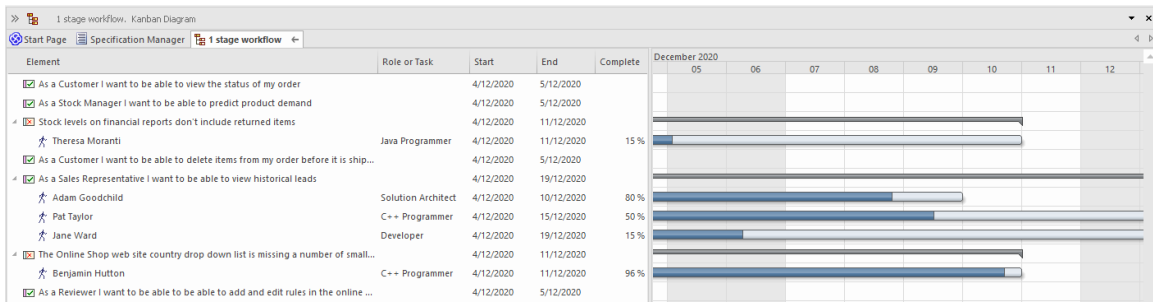 1 stage workflow. Kanban Diagram
Start Page Specification Manager 1 stage workflow
Element Role or Task Start End Complete December 2020
05 06 07 08 09 10 11 12
As a Customer I want to be able to view the status of my order 4/12/2020 5/12/2020
As a Stock Manager I want to be able to predict product demand 4/12/2020 5/12/2020
Stock levels on financial reports don't include returned items 4/12/2020 11/12/2020
Theresa Moranti Java Programmer 4/12/2020 11/12/2020 15 %
As a Customer I want to be able to delete items from my order before it is ship... 4/12/2020 5/12/2020
As a Sales Representative I want to be able to view historical leads 4/12/2020 19/12/2020
Adam Goodchild Solution Architect 4/12/2020 10/12/2020 80 %
Pat Taylor C++ Programmer 4/12/2020 15/12/2020 50 %
Jane Ward Developer 4/12/2020 19/12/2020 15 %
The Online Shop web site country drop down list is missing a number of small... 4/12/2020 11/12/2020
Benjamin Hutton C++ Programmer 4/12/2020 11/12/2020 96 %
As a Reviewer I want to be able to be able to add and edit rules in the online ... 4/12/2020 5/12/2020